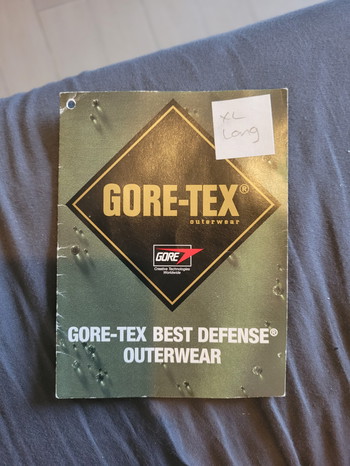 XL
Long
GORE-TEX®
outerwear
GORE
Creative Technologies
Worldwide
GORE-TEX BEST DEFENSE®
OUTERWEAR